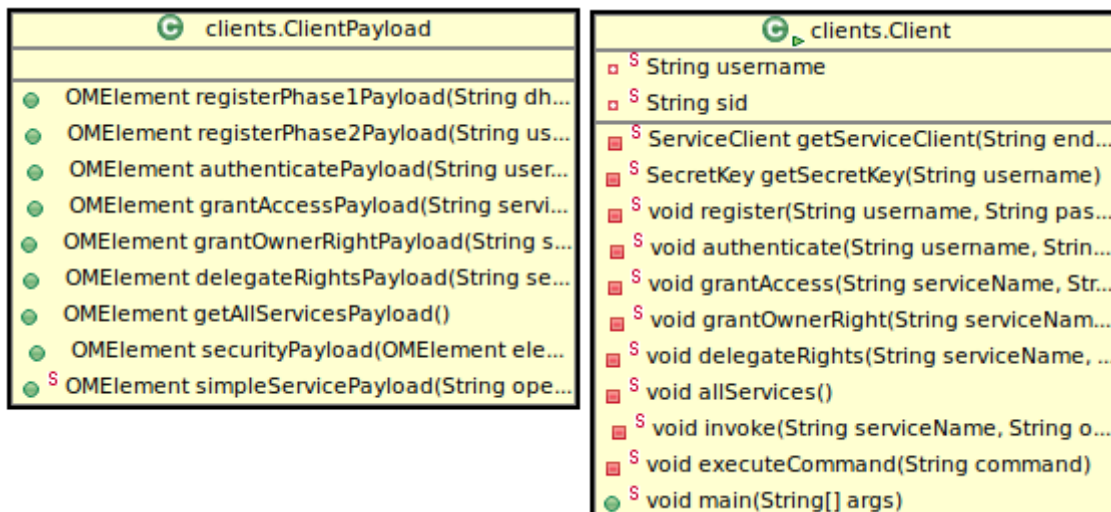 C clients.ClientPayload
OMElement registerPhase1Payload(String dh...
OMElement registerPhase2Payload(String us...
OMElement authenticatePayload(String user...
OMElement grantAccessPayload(String servi...
OMElement grantOwnerRightPayload(String s...
OMElement delegateRightsPayload(String se...
OMElement getAllServicesPayload()
OMElement securityPayload(OMElement ele...
S OMElement simpleServicePayload(String ope...
C clients.Client
S String username
S String sid
S ServiceClient getServiceClient(String end...
S SecretKey getSecretKey(String username)
S void register(String username, String pas...
S void authenticate(String username, Strin...
S void grantAccess(String serviceName, Str...
S void grantOwnerRight(String serviceNam...
S void delegateRights(String serviceName, ...
S void allServices()
S void invoke(String serviceName, String o...
S void executeCommand(String command)
S void main(String[] args)